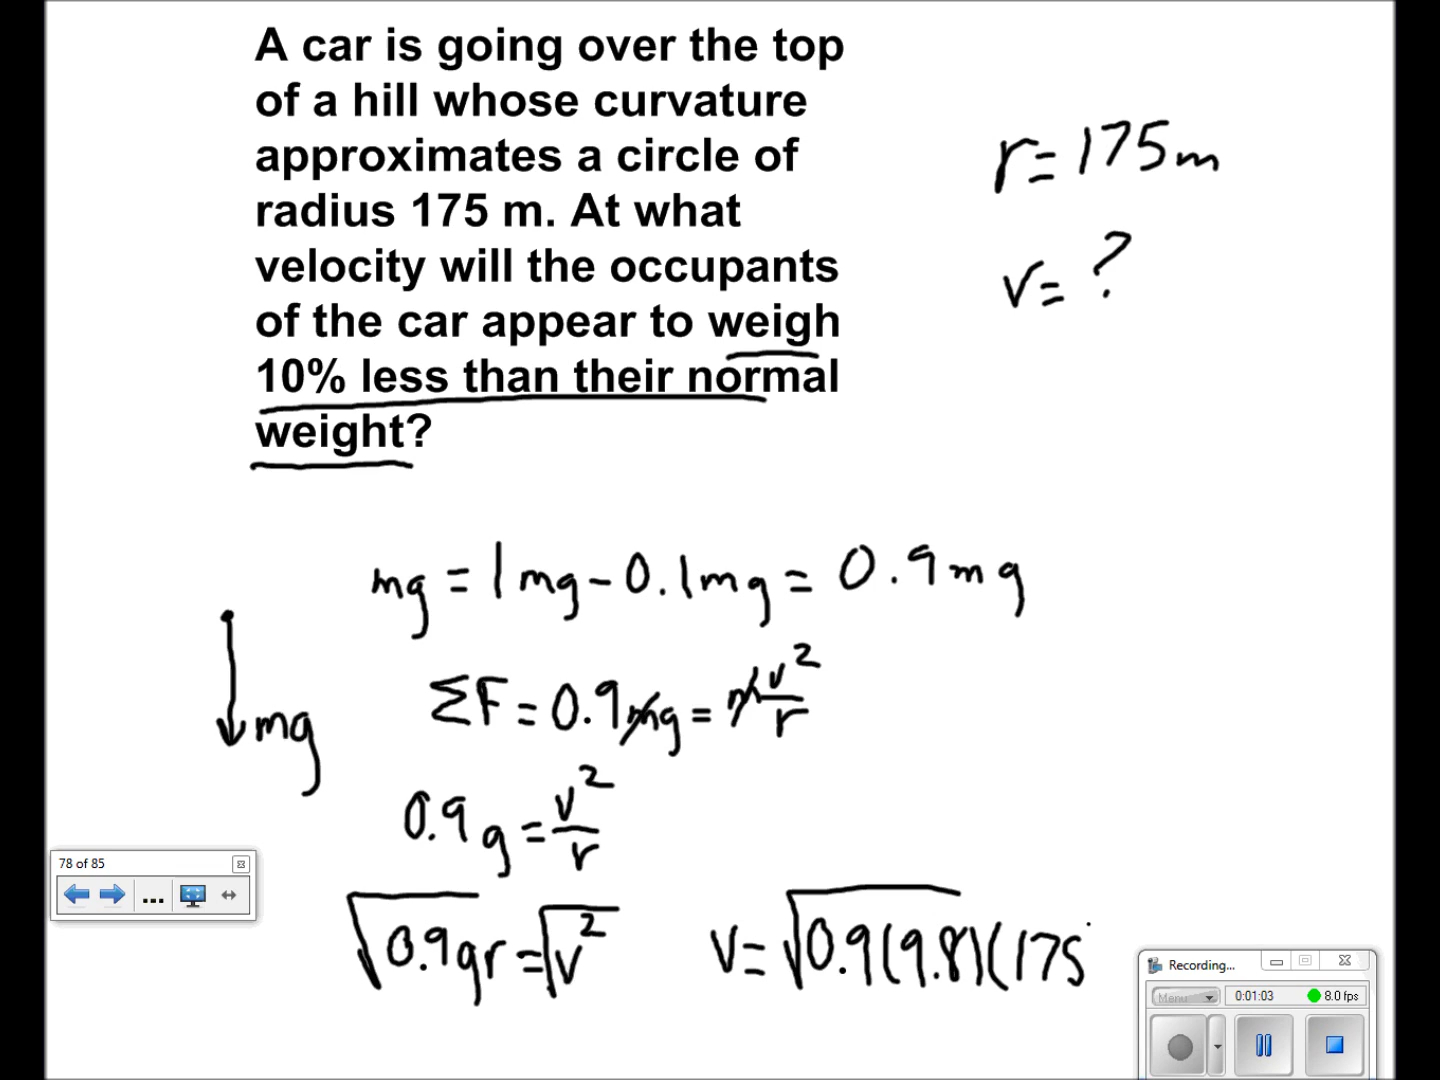 A car is going over the top
of a hill whose curvature
approximates a circle of
radius 175 m. At what
velocity will the occupants
of the car appear to weigh
10% less than their normal
weight?
r = 175 m
v = ?
mg = 1mg - 0.1mg = 0.9mg
mg
ΣF = 0.9mg = m v²/r
0.9g = v²/r
√0.9gr = √v²
v = √0.9(9.8)(175
78 of 85
...
Recording...
Menu
0:01:03
8.0 fps